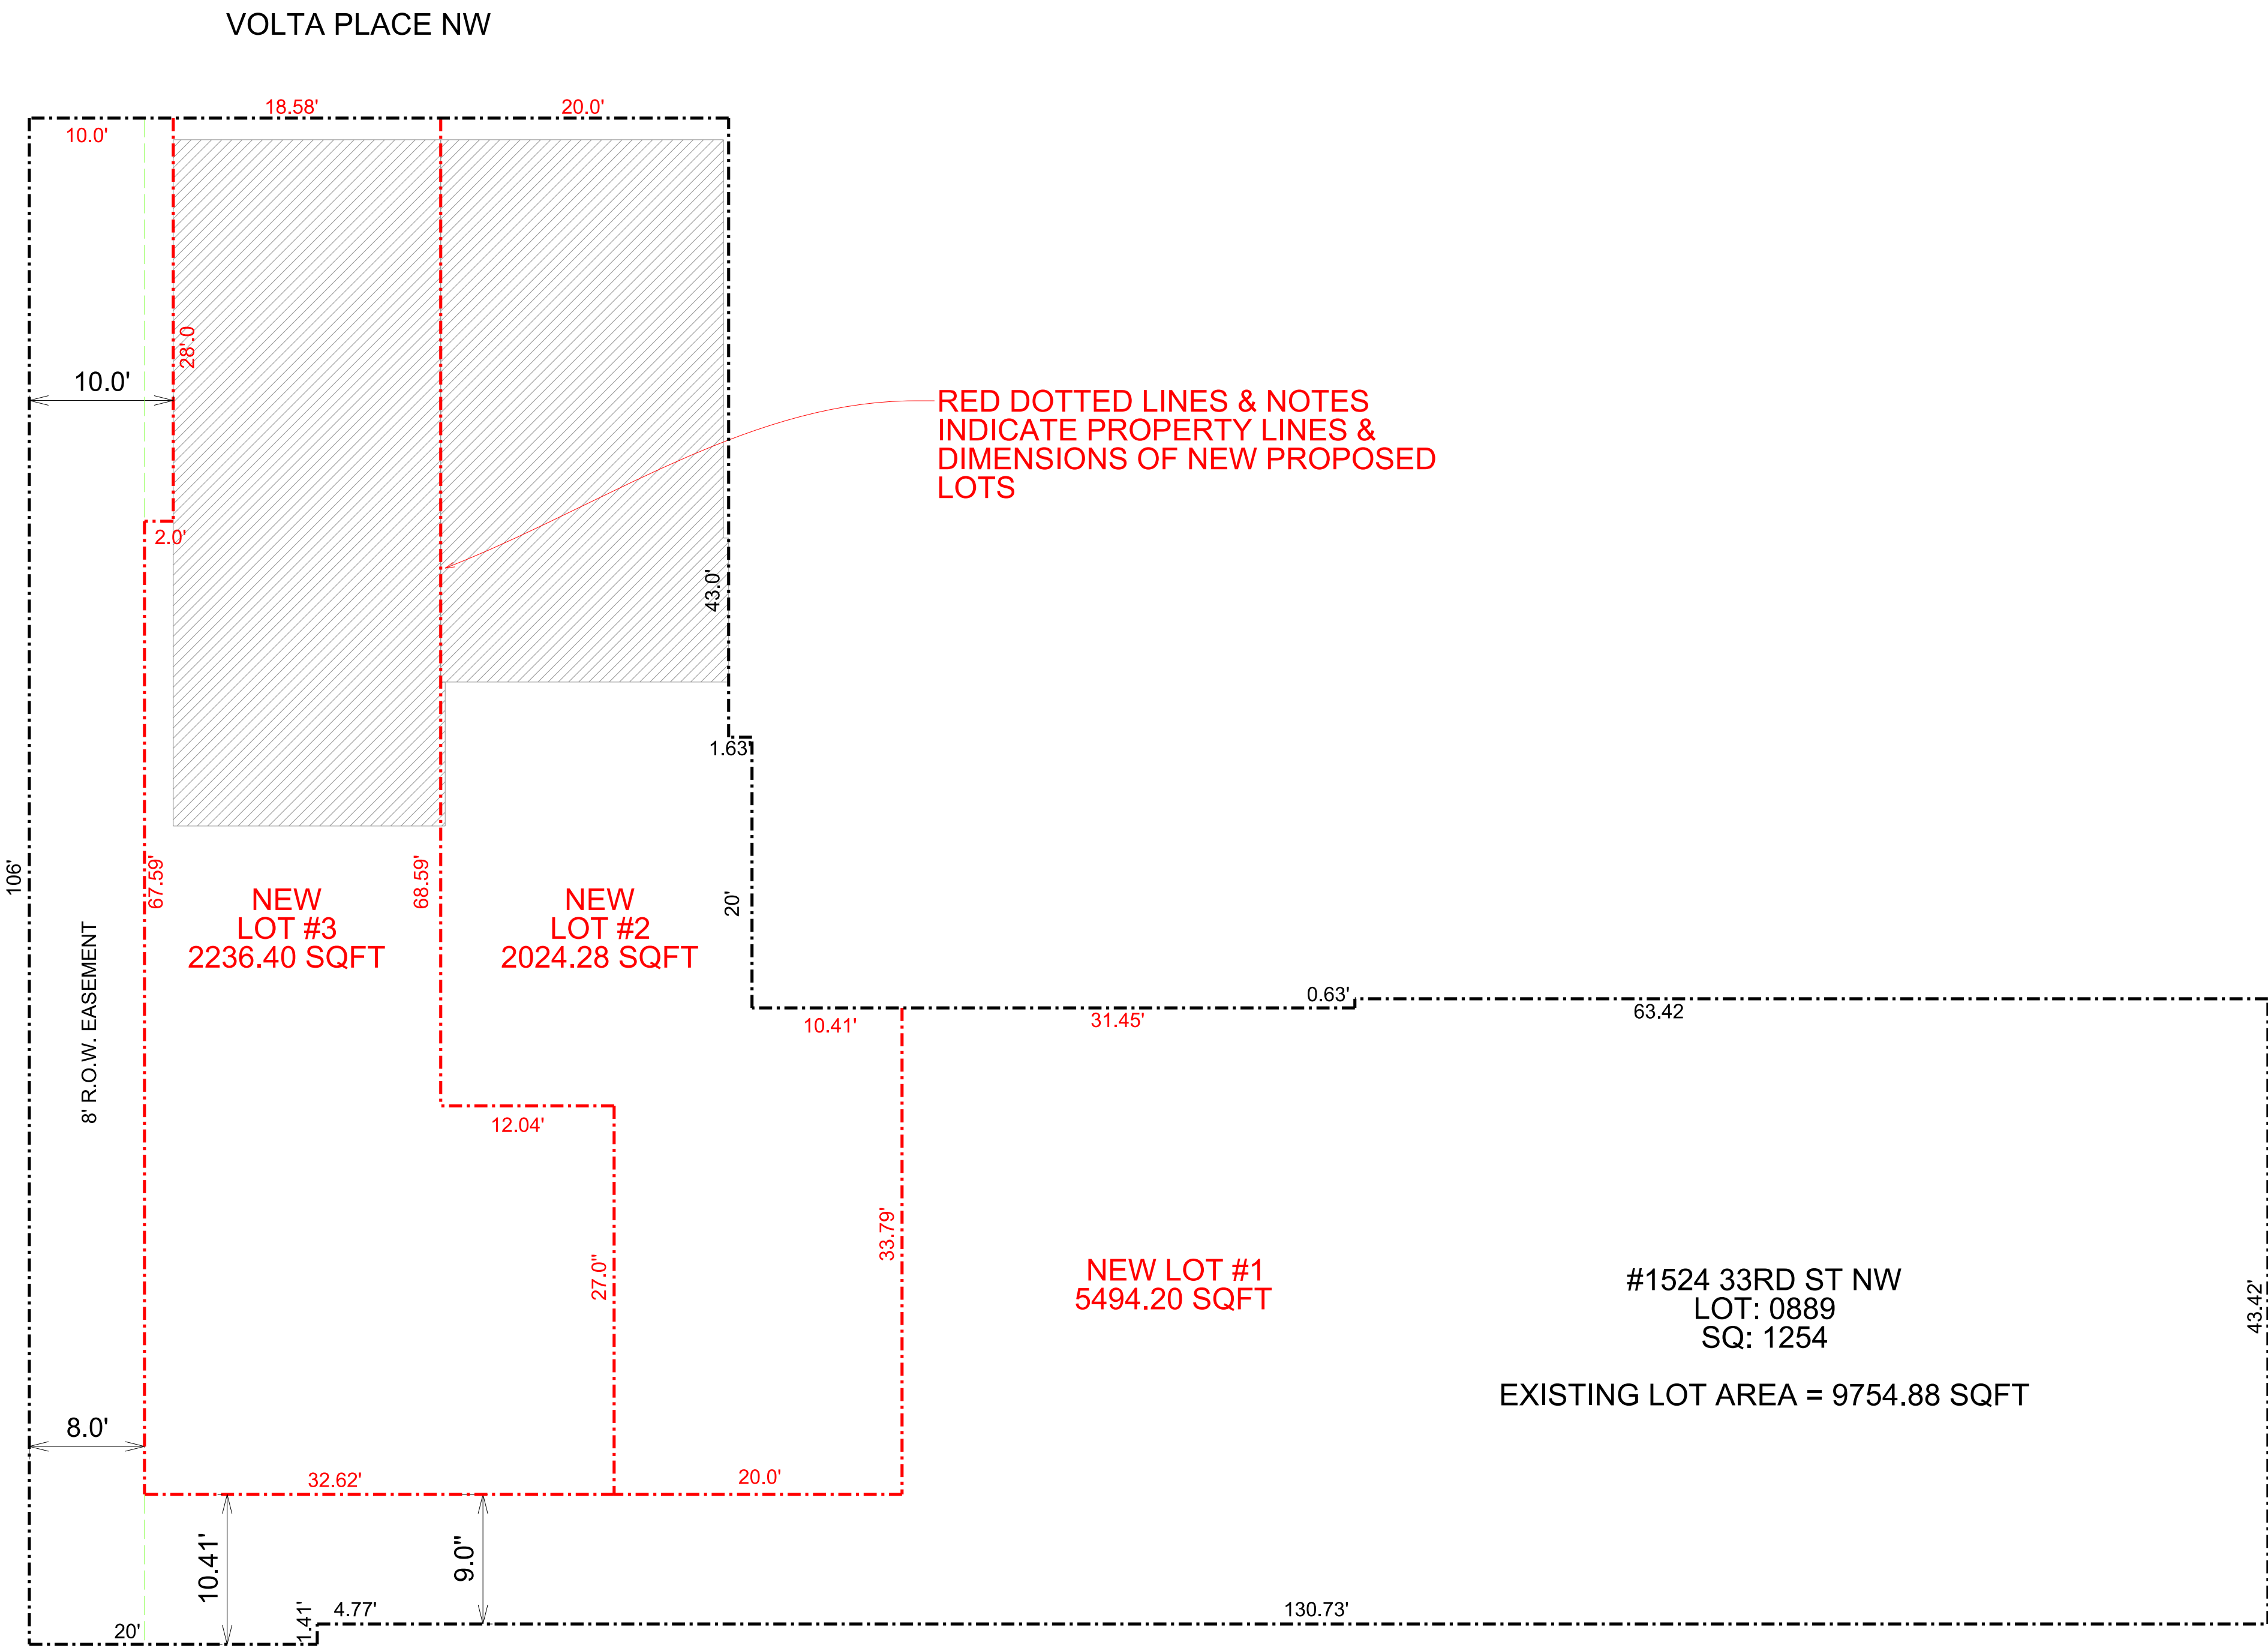 VOLTA PLACE NW
18.58'
20.0'
10.0'
28'.0
10.0'
RED DOTTED LINES & NOTES
INDICATE PROPERTY LINES &
DIMENSIONS OF NEW PROPOSED
LOTS
2.0'
43.0'
1.63'
106'
67.59'
68.59'
20'
NEW
LOT #3
2236.40 SQFT
NEW
LOT #2
2024.28 SQFT
8' R.O.W. EASEMENT
0.63'
10.41'
31.45'
63.42
12.04'
27.0"
33.79'
NEW LOT #1
5494.20 SQFT
#1524 33RD ST NW
LOT: 0889
SQ: 1254
EXISTING LOT AREA = 9754.88 SQFT
43.42'
8.0'
32.62'
20.0'
10.41'
9.0"
20'
1.41'
4.77'
130.73'